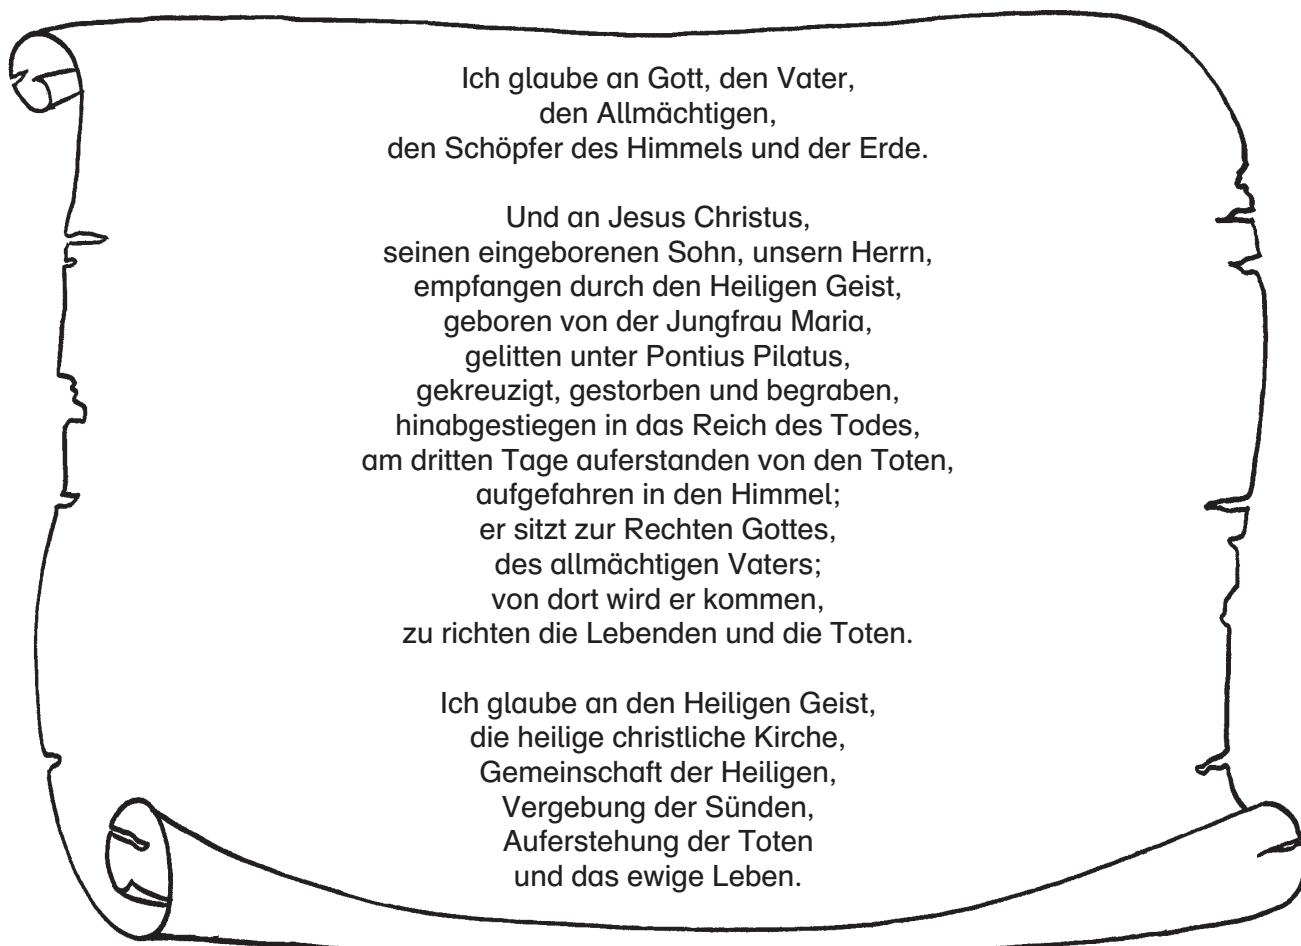 Ich glaube an Gott, den Vater,
den Allmächtigen,
den Schöpfer des Himmels und der Erde.
Und an Jesus Christus,
seinen eingeborenen Sohn, unsern Herrn,
empfangen durch den Heiligen Geist,
geboren von der Jungfrau Maria,
gelitten unter Pontius Pilatus,
gekreuzigt, gestorben und begraben,
hinabgestiegen in das Reich des Todes,
am dritten Tage auferstanden von den Toten,
aufgefahren in den Himmel;
er sitzt zur Rechten Gottes,
des allmächtigen Vaters;
von dort wird er kommen,
zu richten die Lebenden und die Toten.
Ich glaube an den Heiligen Geist,
die heilige christliche Kirche,
Gemeinschaft der Heiligen,
Vergebung der Sünden,
Auferstehung der Toten
und das ewige Leben.